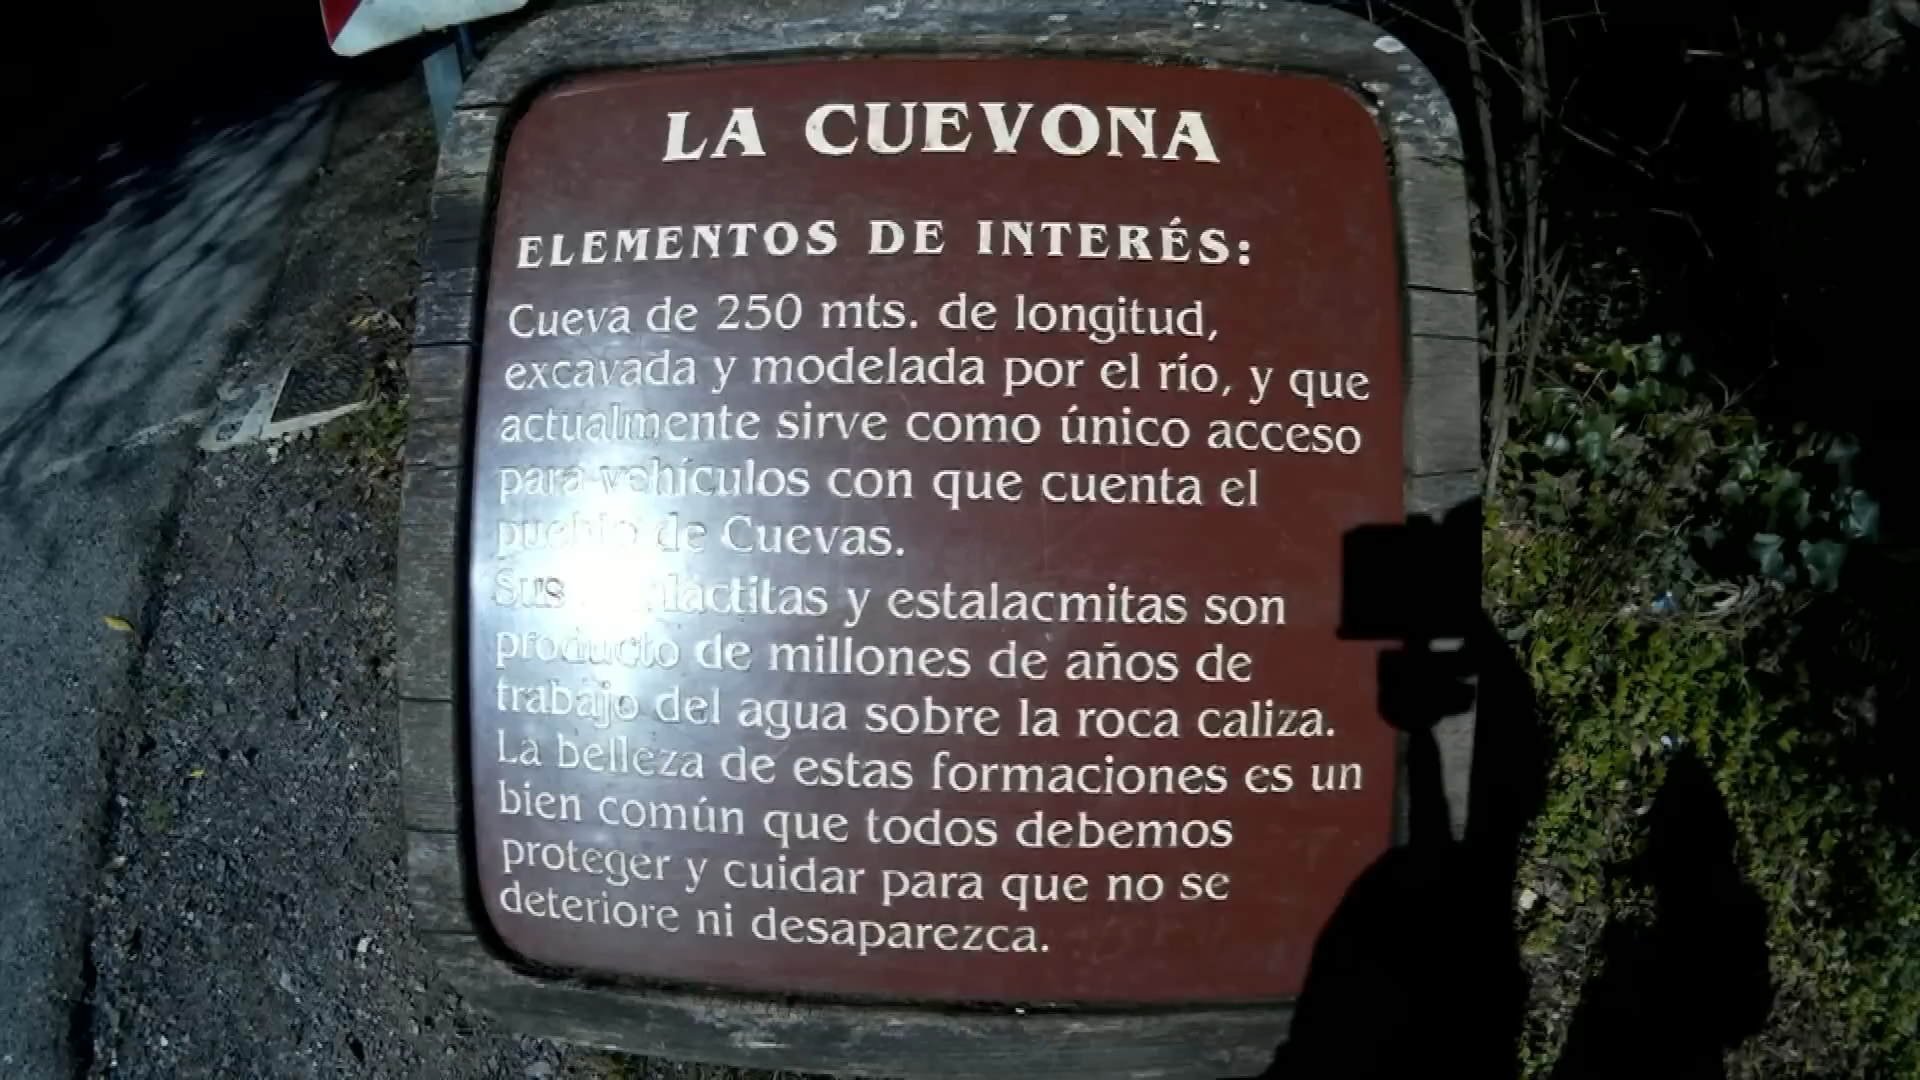 LA CUEVONA
ELEMENTOS DE INTERÉS:
Cueva de 250 mts. de longitud,
excavada y modelada por el río, y que
actualmente sirve como único acceso
para vehículos con que cuenta el
pueblo de Cuevas.
Sus estalactitas y estalacmitas son
producto de millones de años de
trabajo del agua sobre la roca caliza.
La belleza de estas formaciones es un
bien común que todos debemos
proteger y cuidar para que no se
deteriore ni desaparezca.